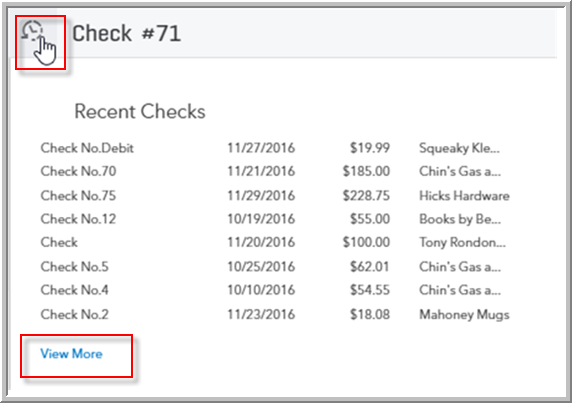 Check #71
Recent Checks
Check No.Debit 11/27/2016 $19.99 Squeaky Kle...
Check No.70 11/21/2016 $185.00 Chin's Gas a...
Check No.75 11/29/2016 $228.75 Hicks Hardware
Check No.12 10/19/2016 $55.00 Books by Be...
Check 11/20/2016 $100.00 Tony Rondon...
Check No.5 10/25/2016 $62.01 Chin's Gas a...
Check No.4 10/10/2016 $54.55 Chin's Gas a...
Check No.2 11/23/2016 $18.08 Mahoney Mugs
View More